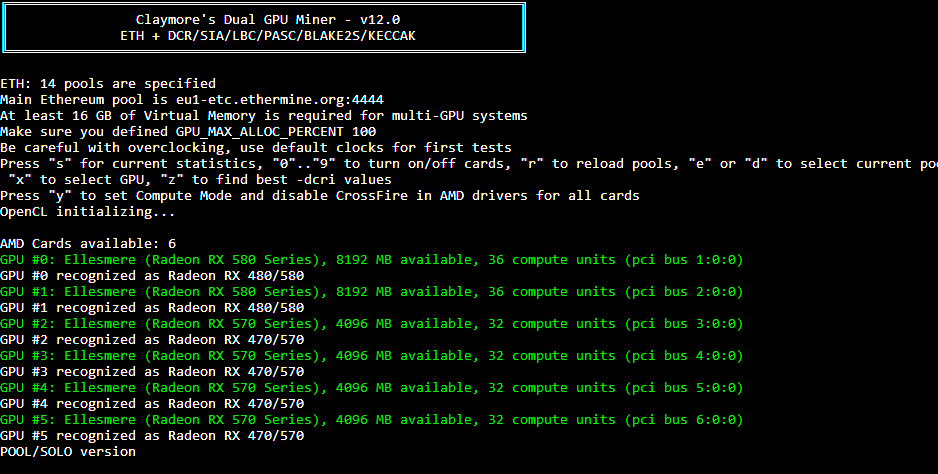 Claymore's Dual GPU Miner - v12.0
ETH + DCR/SIA/LBC/PASC/BLAKE2S/KECCAK
ETH: 14 pools are specified
Main Ethereum pool is eu1-etc.ethermine.org:4444
At least 16 GB of Virtual Memory is required for multi-GPU systems
Make sure you defined GPU_MAX_ALLOC_PERCENT 100
Be careful with overclocking, use default clocks for first tests
Press "s" for current statistics, "0".."9" to turn on/off cards, "r" to reload pools, "e" or "d" to select current po
"x" to select GPU, "z" to find best -dcri values
Press "y" to set Compute Mode and disable CrossFire in AMD drivers for all cards
OpenCL initializing...
AMD Cards available: 6
GPU #0: Ellesmere (Radeon RX 580 Series), 8192 MB available, 36 compute units (pci bus 1:0:0)
GPU #0 recognized as Radeon RX 480/580
GPU #1: Ellesmere (Radeon RX 580 Series), 8192 MB available, 36 compute units (pci bus 2:0:0)
GPU #1 recognized as Radeon RX 480/580
GPU #2: Ellesmere (Radeon RX 570 Series), 4096 MB available, 32 compute units (pci bus 3:0:0)
GPU #2 recognized as Radeon RX 470/570
GPU #3: Ellesmere (Radeon RX 570 Series), 4096 MB available, 32 compute units (pci bus 4:0:0)
GPU #3 recognized as Radeon RX 470/570
GPU #4: Ellesmere (Radeon RX 570 Series), 4096 MB available, 32 compute units (pci bus 5:0:0)
GPU #4 recognized as Radeon RX 470/570
GPU #5: Ellesmere (Radeon RX 570 Series), 4096 MB available, 32 compute units (pci bus 6:0:0)
GPU #5 recognized as Radeon RX 470/570
POOL/SOLO version